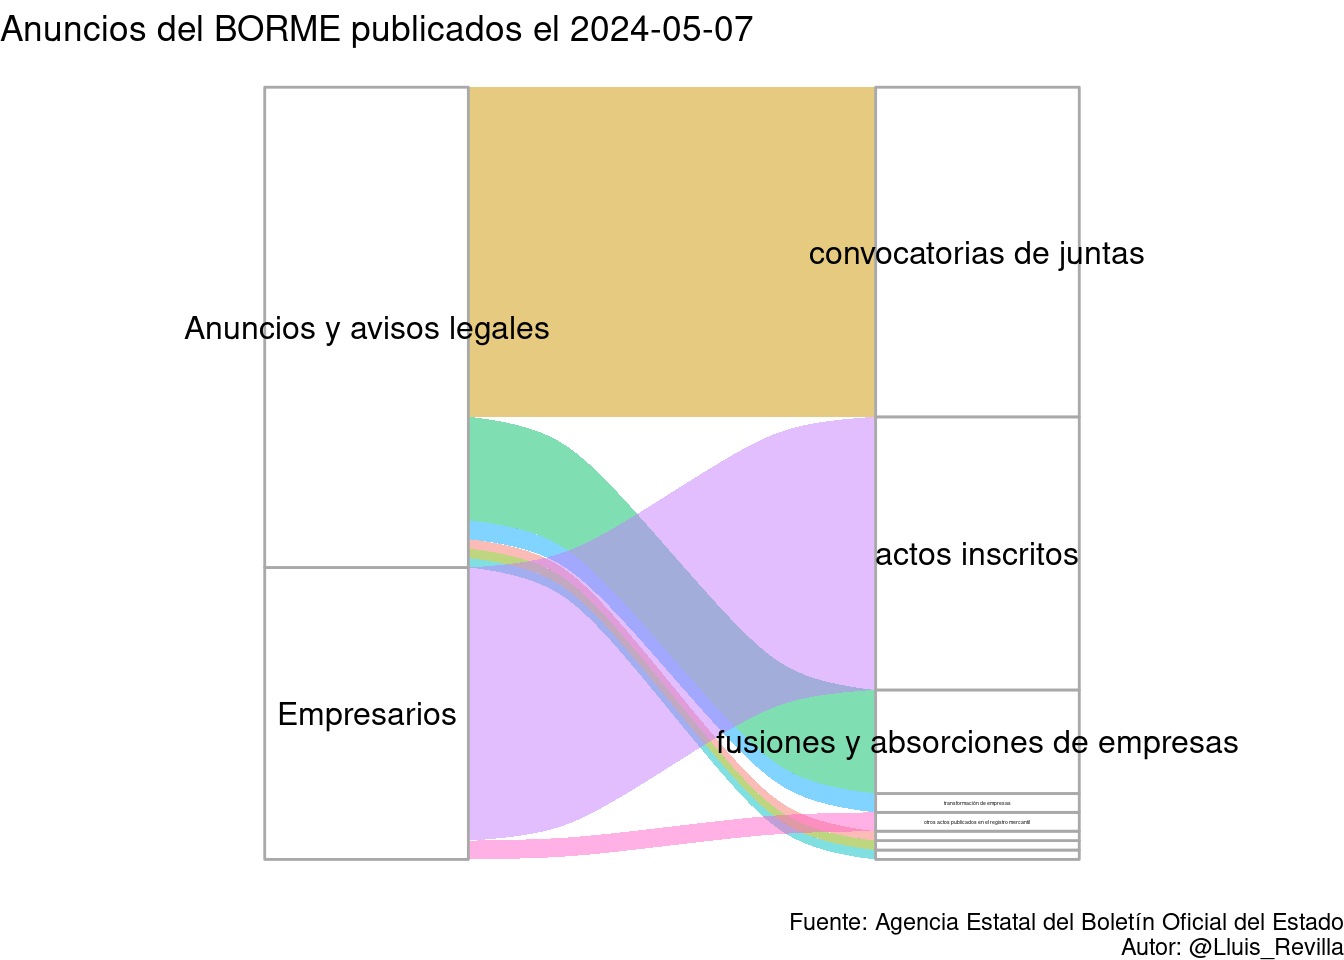 Anuncios del BORME publicados el 2024-05-07
convocatorias de juntas
Anuncios y avisos legales
actos inscritos
Empresarios
fusiones y absorciones de empresas
transformación de empresas
otros actos publicados en el registro mercantil
Fuente: Agencia Estatal del Boletín Oficial del Estado
Autor: @Lluis_Revilla